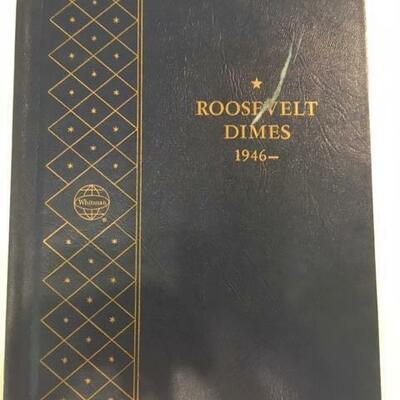 ROOSEVELT
DIMES
1946—
Whitman
®